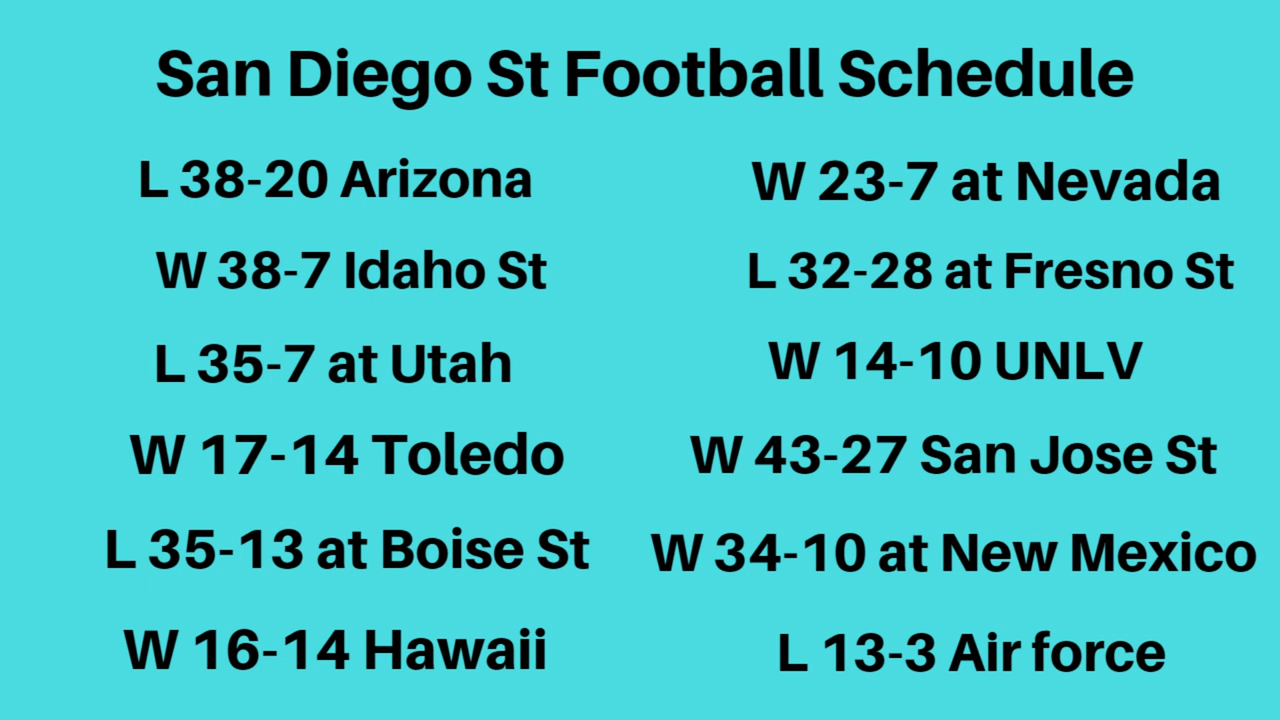 San Diego St Football Schedule
L 38-20 Arizona
W 38-7 Idaho St
L 35-7 at Utah
W 17-14 Toledo
L 35-13 at Boise St
W 16-14 Hawaii
W 23-7 at Nevada
L 32-28 at Fresno St
W 14-10 UNLV
W 43-27 San Jose St
W 34-10 at New Mexico
L 13-3 Air force